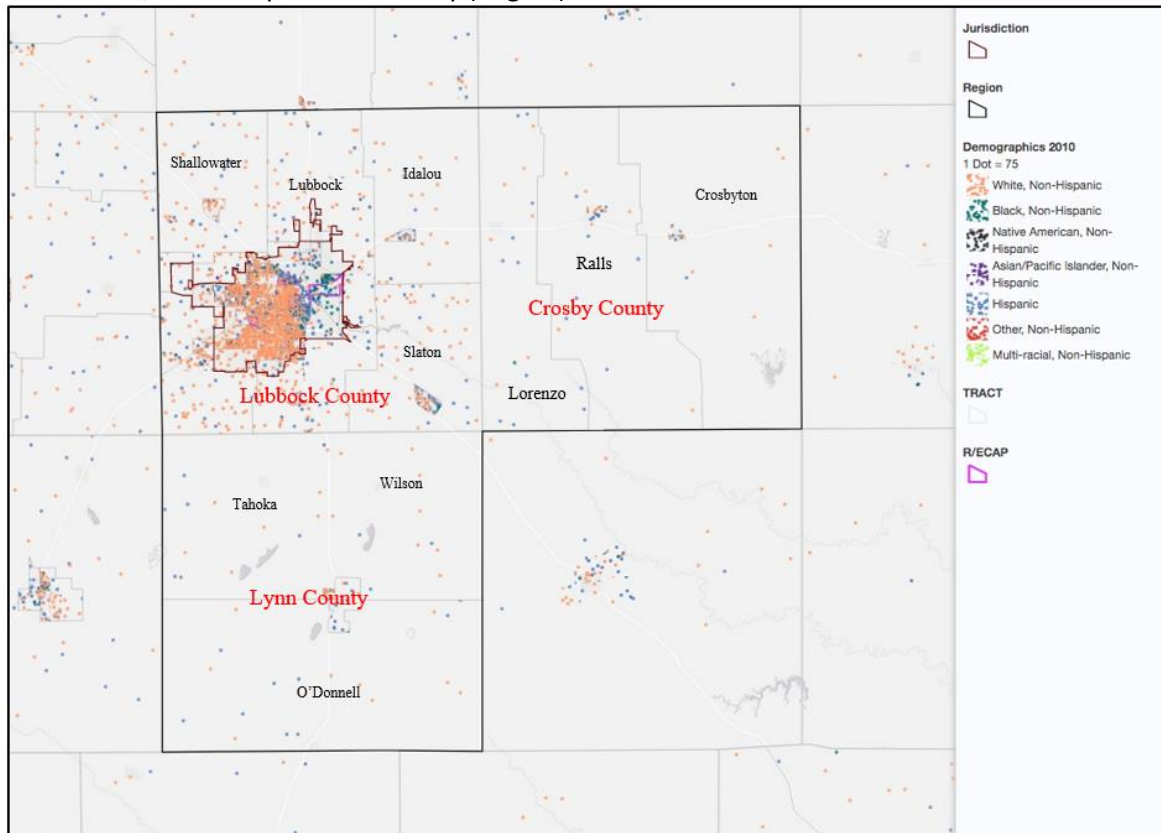 Shallowater
Lubbock
Idalou
Crosbyton
Ralls
Crosby County
Slaton
Lorenzo
Lubbock County
Wilson
Tahoka
Lynn County
O'Donnell
Jurisdiction
Region
Demographics 2010
1 Dot = 75
White, Non-Hispanic
Black, Non-Hispanic
Native American, Non-
Hispanic
Asian/Pacific Islander, Non-
Hispanic
Hispanic
Other, Non-Hispanic
Multi-racial, Non-Hispanic
TRACT
R/ECAP